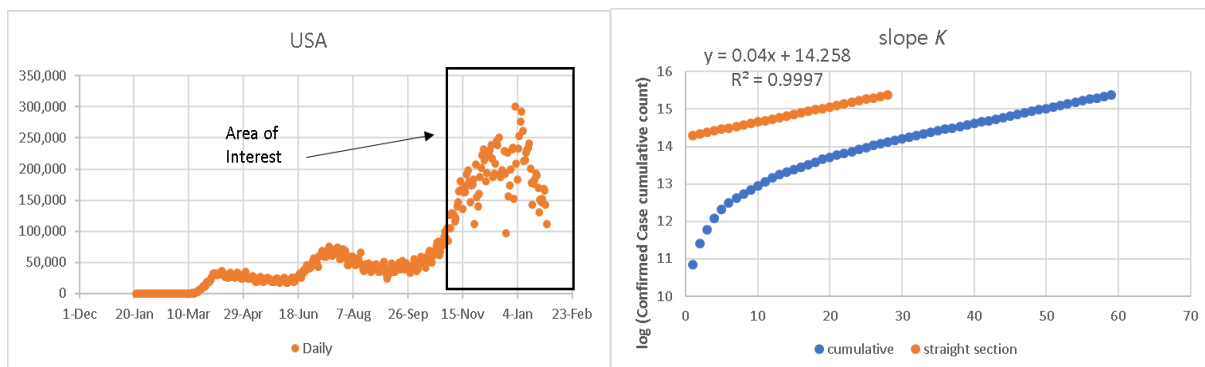 USA
350,000
300,000
250,000
200,000
150,000
100,000
50,000
0
Area of
Interest
1-Dec 20-Jan 10-Mar 29-Apr 18-Jun 7-Aug 26-Sep 15-Nov 4-Jan 23-Feb
Daily
slope K
y = 0.04x + 14.258
R² = 0.9997
log (Confirmed Case cumulative count)
16
15
14
13
12
11
10
0 10 20 30 40 50 60 70
cumulative straight section